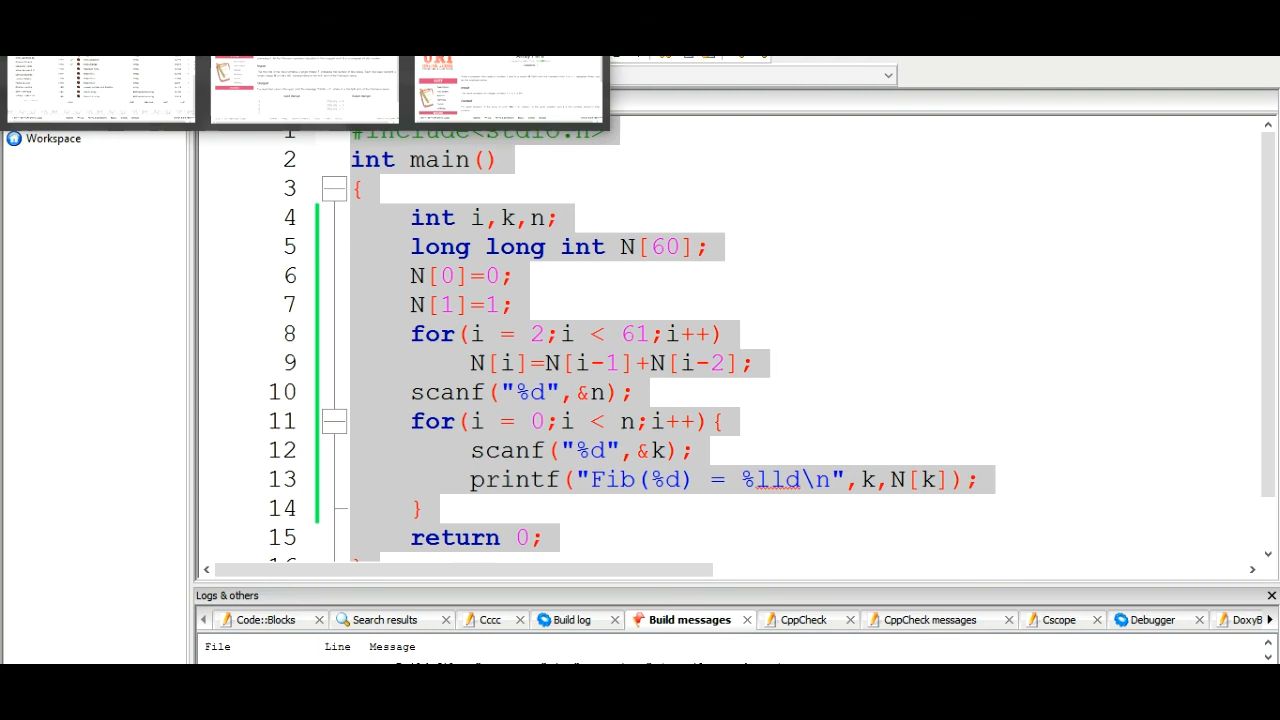 Workspace
1 #include<stdio.h>
2 int main()
3 {
4 int i,k,n;
5 long long int N[60];
6 N[0]=0;
7 N[1]=1;
8 for(i = 2;i < 61;i++)
9 N[i]=N[i-1]+N[i-2];
10 scanf("%d",&n);
11 for(i = 0;i < n;i++){
12 scanf("%d",&k);
13 printf("Fib(%d) = %lld\n",k,N[k]);
14 }
15 return 0;
16 }
Logs & others
Code::Blocks Search results Cccc Build log Build messages CppCheck CppCheck messages Cscope Debugger DoxyB
File Line Message